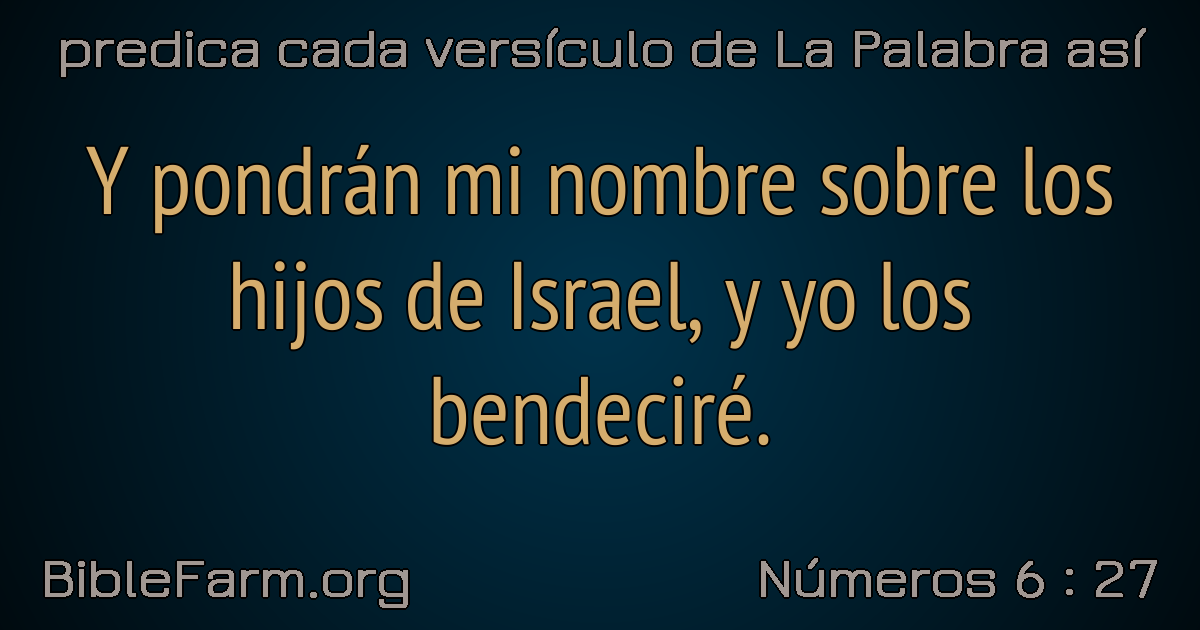 predica cada versículo de La Palabra así
Y pondrán mi nombre sobre los
hijos de Israel, y yo los
bendeciré.
BibleFarm.org
Números 6 : 27